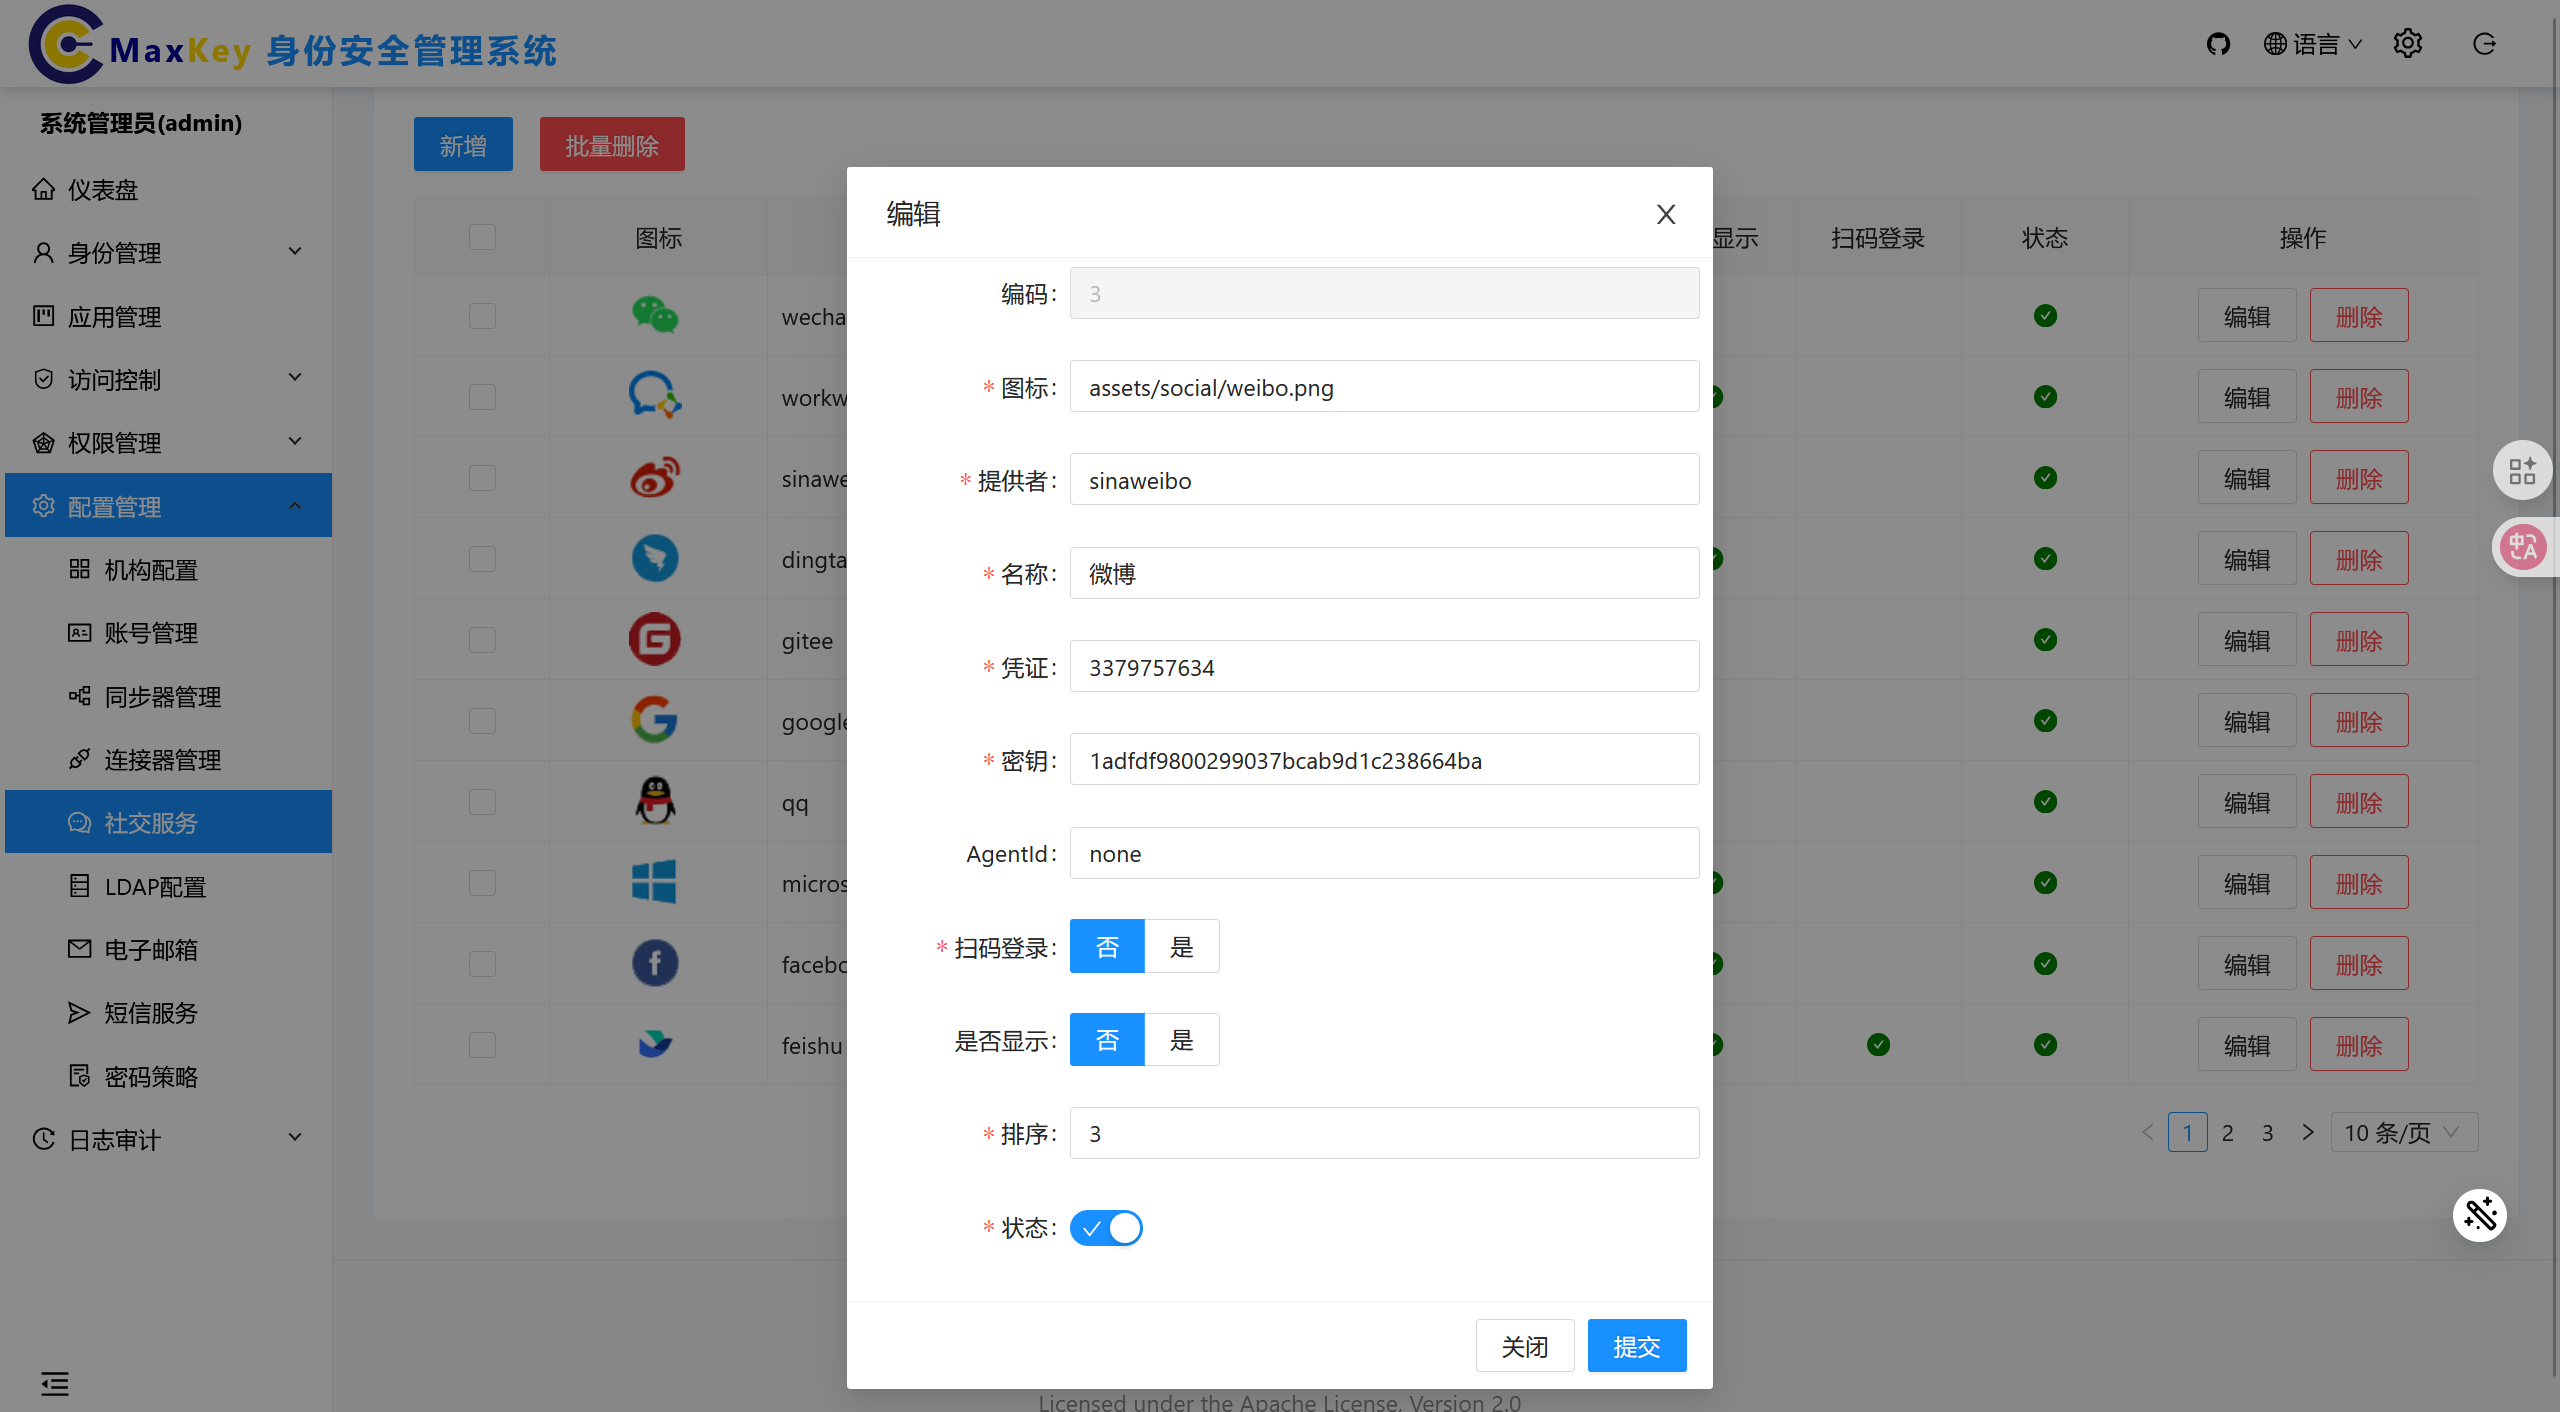 MaxKey 身份安全管理系统
语言
系统管理员(admin)
仪表盘
身份管理
应用管理
访问控制
权限管理
配置管理
机构配置
账号管理
同步器管理
连接器管理
社交服务
LDAP配置
电子邮箱
短信服务
密码策略
日志审计
新增
批量删除
图标
显示
扫码登录
状态
操作
wecha
编辑
删除
workw
编辑
删除
sinawe
编辑
删除
dingta
编辑
删除
gitee
编辑
删除
google
编辑
删除
qq
编辑
删除
micros
编辑
删除
facebo
编辑
删除
feishu
编辑
删除
1
2
3
10 条/页
编辑
编码:
3
* 图标:
assets/social/weibo.png
* 提供者:
sinaweibo
* 名称:
微博
* 凭证:
3379757634
* 密钥:
1adfdf9800299037bcab9d1c238664ba
AgentId:
none
* 扫码登录:
否
是
是否显示:
否
是
* 排序:
3
* 状态:
关闭
提交
Licensed under the Apache License, Version 2.0